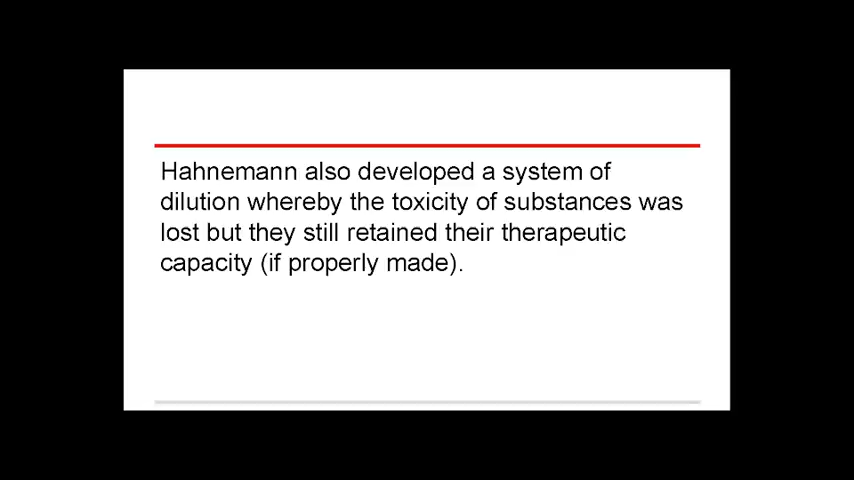 Hahnemann also developed a system of
dilution whereby the toxicity of substances was
lost but they still retained their therapeutic
capacity (if properly made).